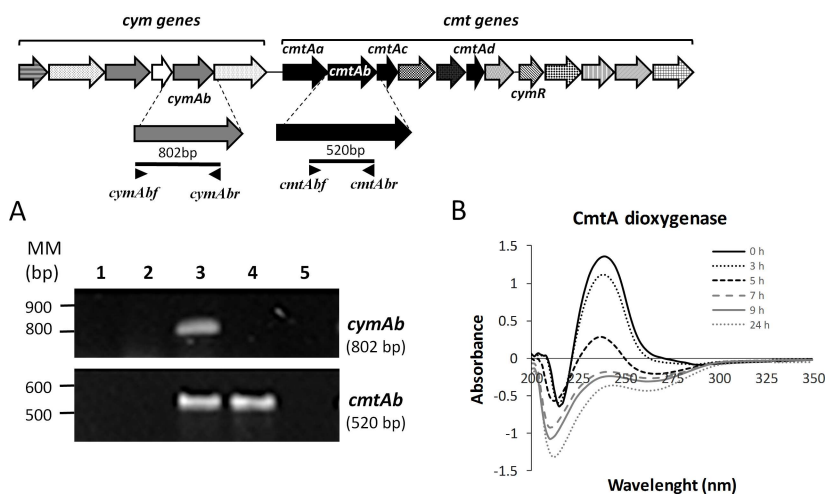 cym genes
cmt genes
cmtAa
cmtAc
cmtAd
cmtAb
cymAb
cymR
802bp
520bp
cymAbf
cymAbr
cmtAbf
cmtAbr
A
MM
(bp)
1 2 3 4 5
900
800
cymAb
(802 bp)
600
500
cmtAb
(520 bp)
B
CmtA dioxygenase
Absorbance
1.5
1
0.5
0
-0.5
-1
-1.5
200 225 250 275 300 325 350
Wavelenght (nm)
0 h
3 h
5 h
7 h
9 h
24 h